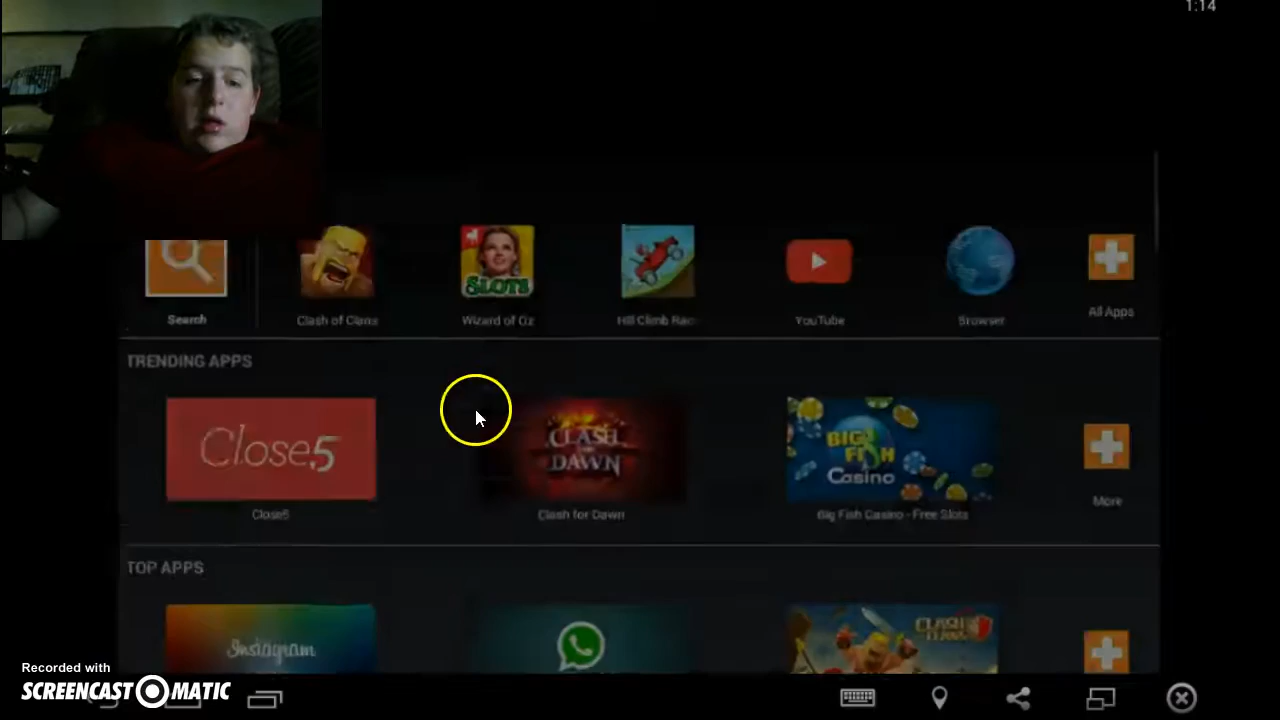 1:14
Search
Clash of Clans
Wizard of Oz
Hill Climb Rac
YouTube
Browser
All Apps
SLOTS
TRENDING APPS
Close5
CLASH
DAWN
BIG FISH
Casino
Close5
Clash for Dawn
Big Fish Casino - Free Slots
More
TOP APPS
Instagram
CLASH
Recorded with
SCREENCAST MATIC